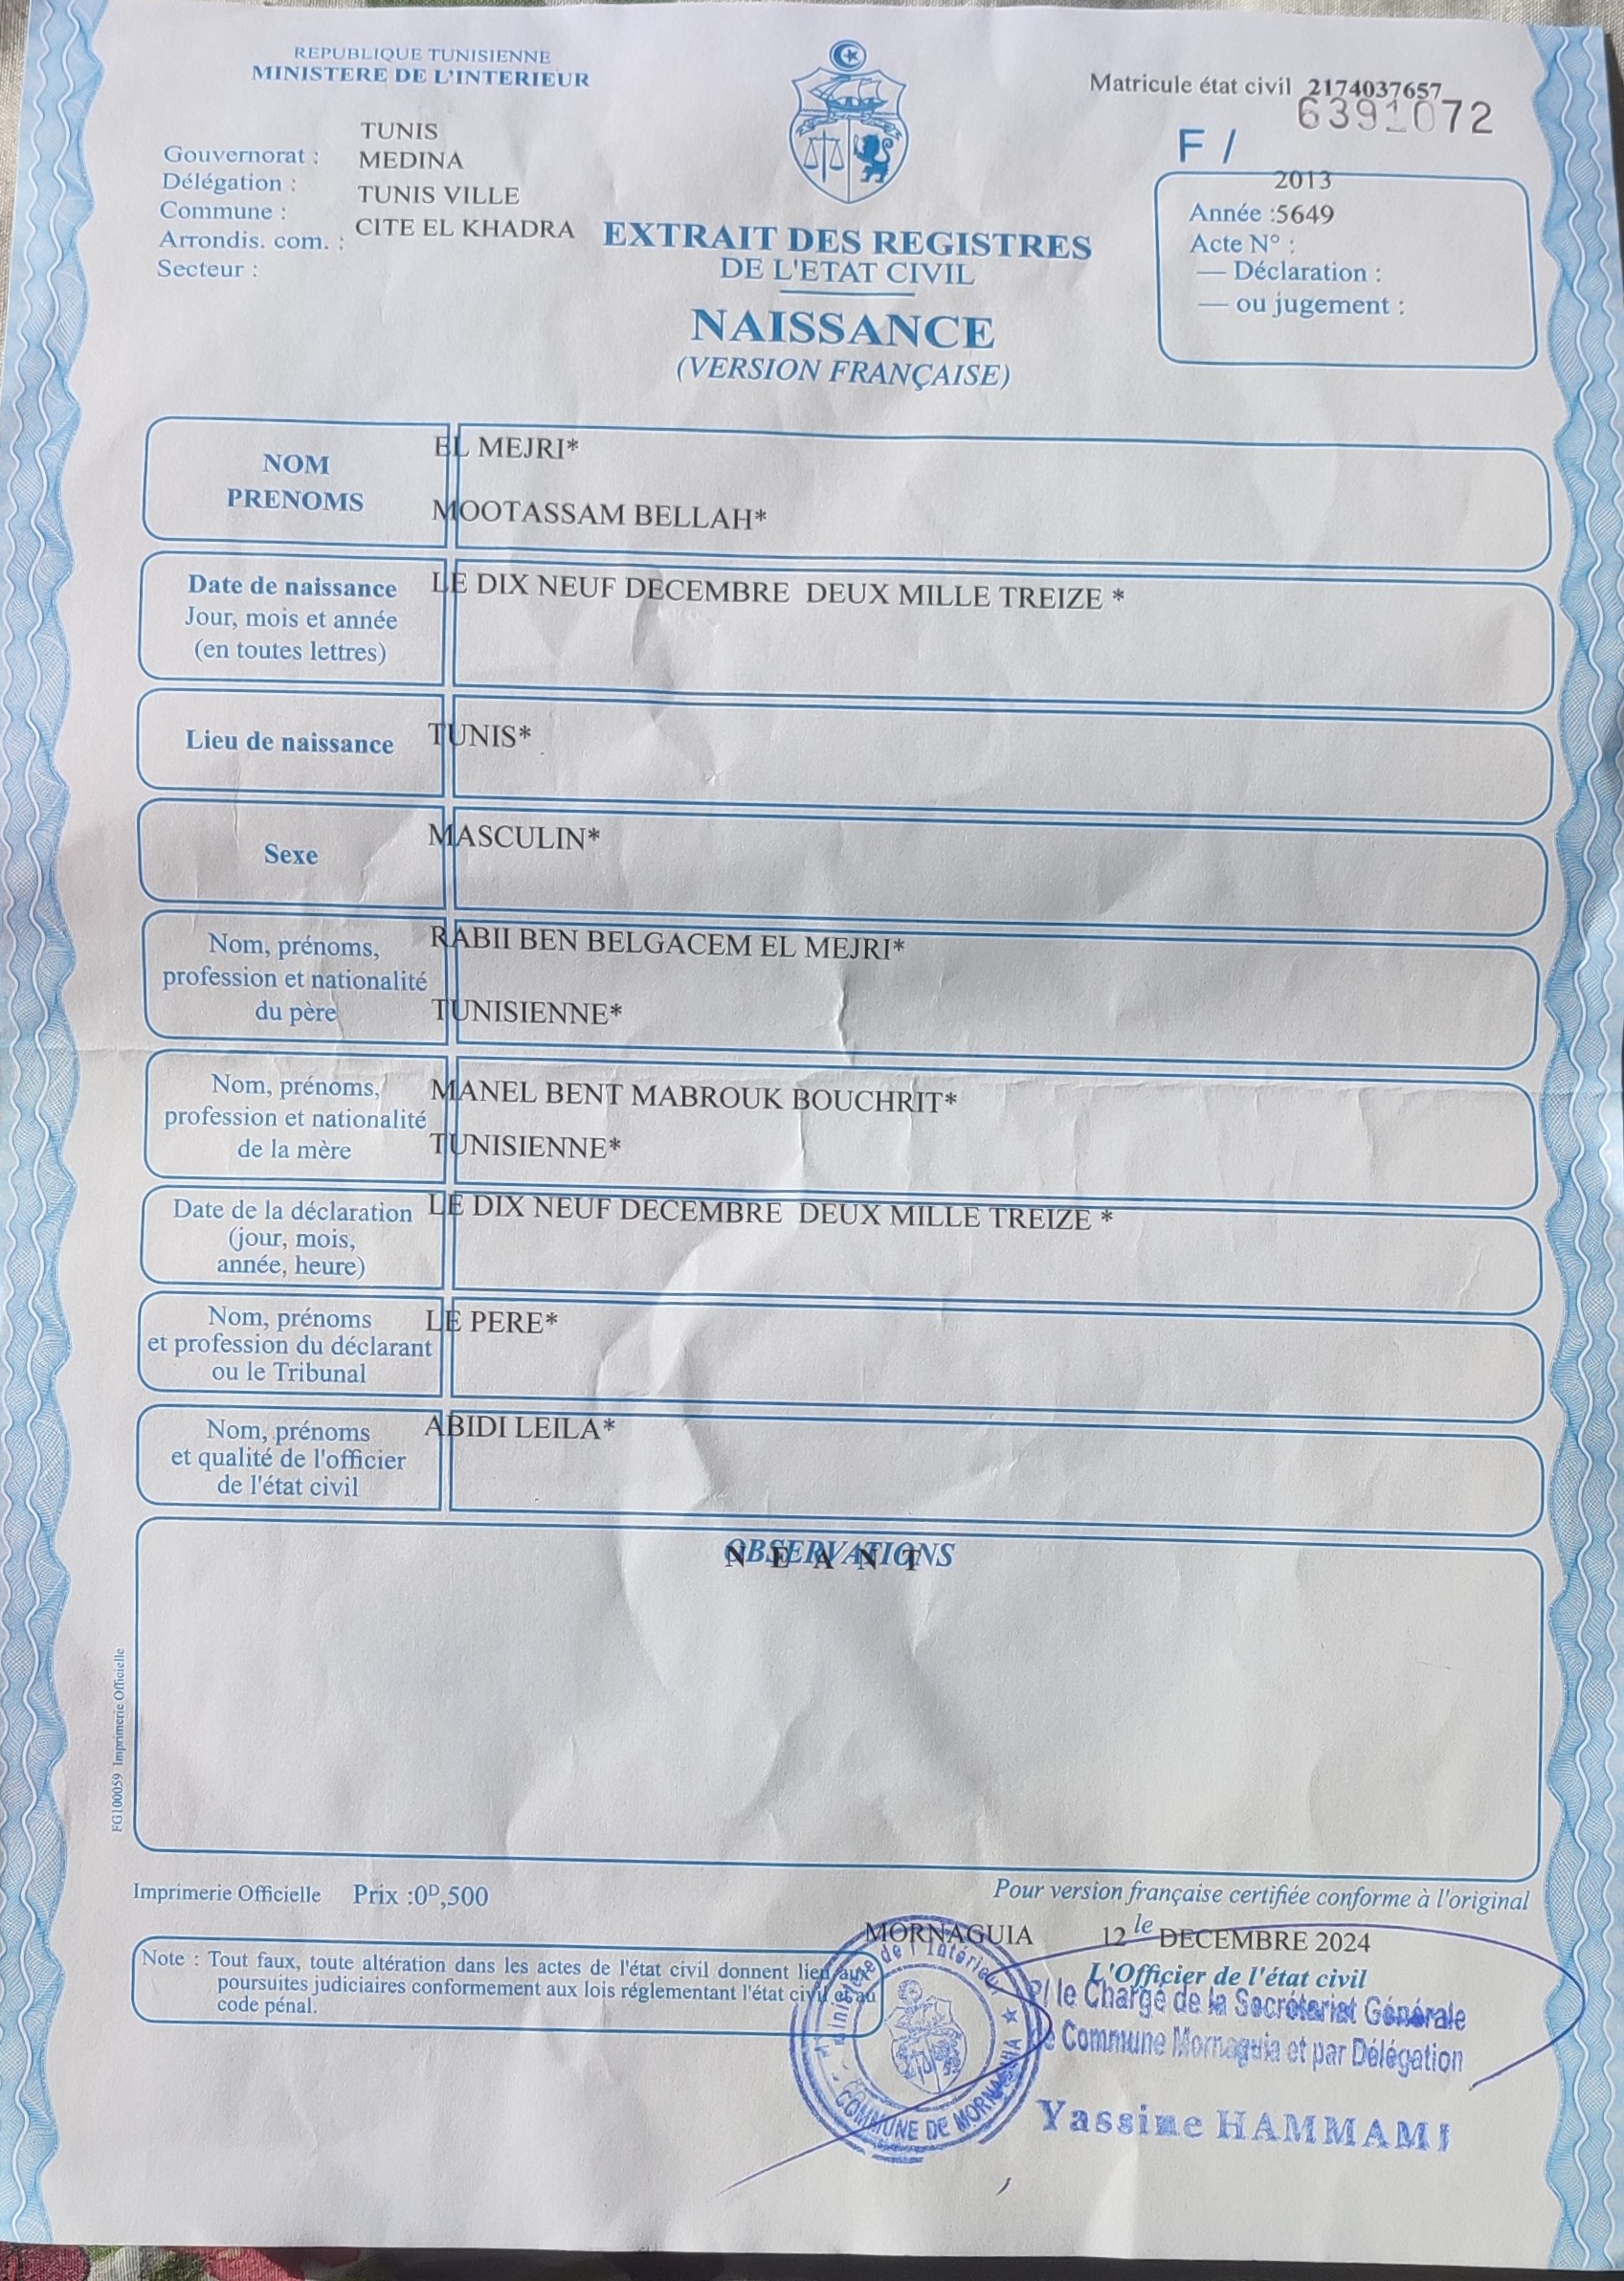 REPUBLIQUE TUNISIENNE
MINISTERE DE L'INTERIEUR
Matricule état civil 2174037657
6391072
F /
TUNIS
Gouvernorat : MEDINA
Délégation : TUNIS VILLE
Commune : CITE EL KHADRA
Arrondis. com. :
Secteur :
2013
Année :5649
Acte N° :
— Déclaration :
— ou jugement :
EXTRAIT DES REGISTRES
DE L'ETAT CIVIL
NAISSANCE
(VERSION FRANÇAISE)
NOM EL MEJRI*
PRENOMS MOOTASSAM BELLAH*
Date de naissance LE DIX NEUF DECEMBRE DEUX MILLE TREIZE *
Jour, mois et année
(en toutes lettres)
Lieu de naissance TUNIS*
Sexe MASCULIN*
Nom, prénoms, RABII BEN BELGACEM EL MEJRI*
profession et nationalité
du père TUNISIENNE*
Nom, prénoms, MANEL BENT MABROUK BOUCHRIT*
profession et nationalité
de la mère TUNISIENNE*
Date de la déclaration LE DIX NEUF DECEMBRE DEUX MILLE TREIZE *
(jour, mois,
année, heure)
Nom, prénoms LE PERE*
et profession du déclarant
ou le Tribunal
Nom, prénoms ABIDI LEILA*
et qualité de l'officier
de l'état civil
OBSERVATIONS
N E A N T
FG100059 Imprimerie Officielle
Imprimerie Officielle Prix :0ᴰ,500
Pour version française certifiée conforme à l'original
MORNAGUIA 12 le DECEMBRE 2024
L'Officier de l'état civil
Note : Tout faux, toute altération dans les actes de l'état civil donnent lieu aux
poursuites judiciaires conformement aux lois réglementant l'état civil et au
code pénal.
P/ le Chargé de la Secrétariat Générale
de Commune Mornaguia et par Délégation
Yassine HAMMAMI
Ministère de l'Intérieur
COMMUNE DE MORNAGUIA